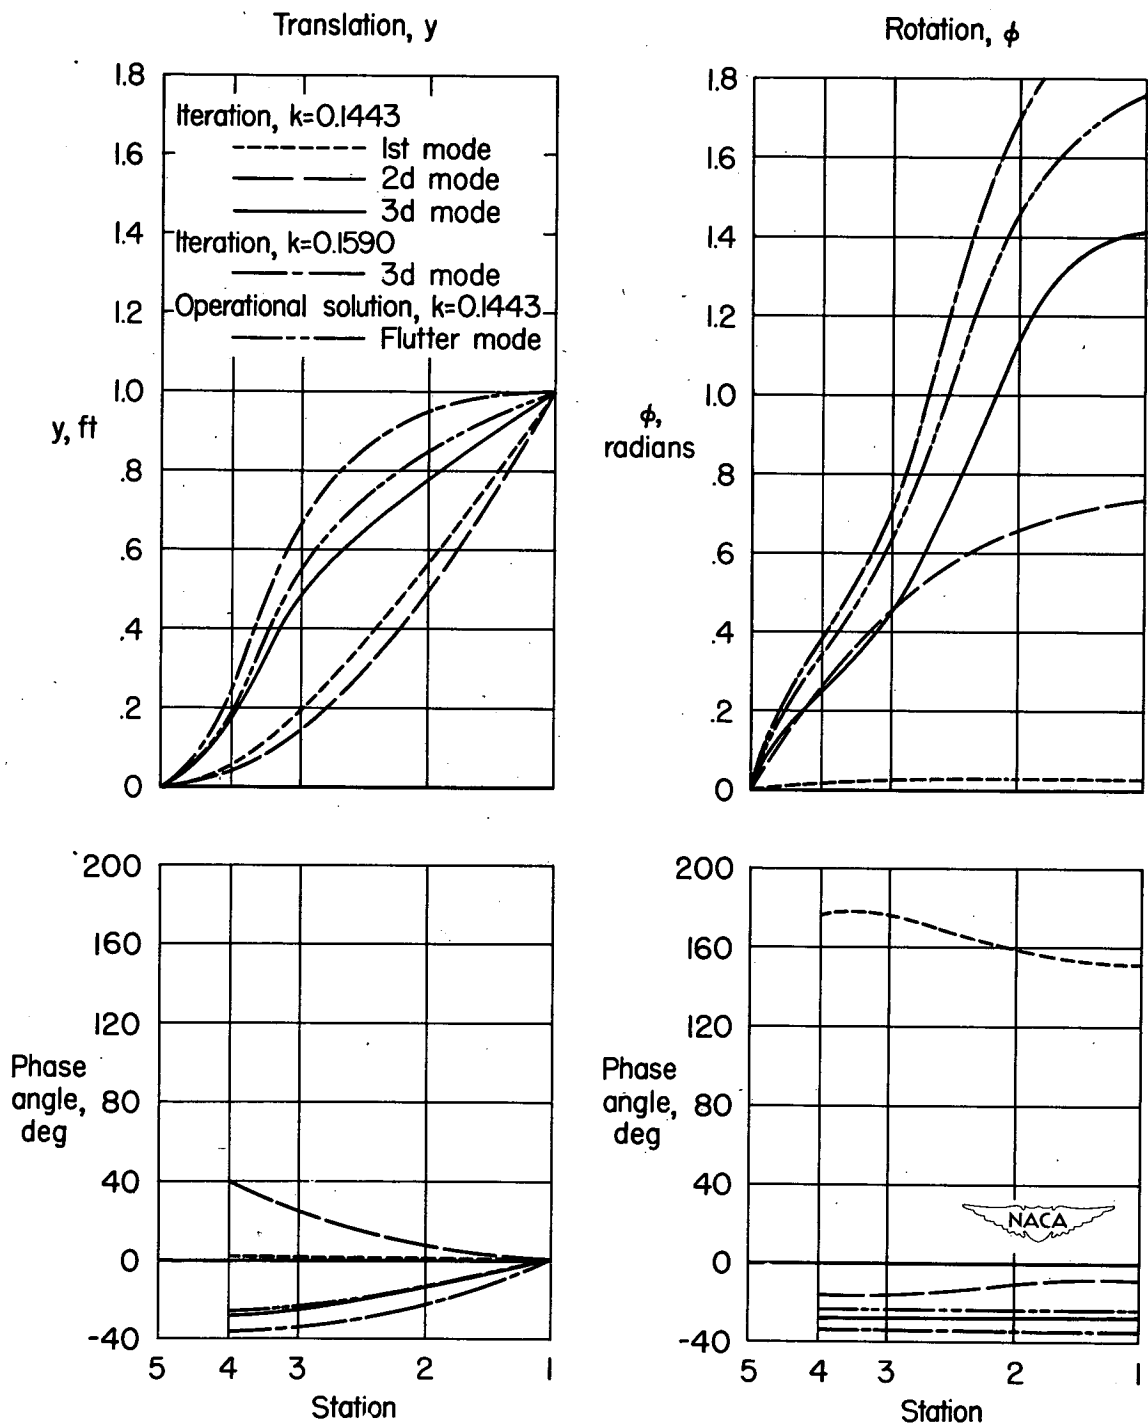 Translation, y
1.8
1.6
1.4
1.2
1.0
.8
.6
.4
.2
0
y, ft
Iteration, k=0.1443
1st mode
2d mode
3d mode
Iteration, k=0.1590
3d mode
Operational solution, k=0.1443
Flutter mode
Rotation, ϕ
1.8
1.6
1.4
1.2
1.0
.8
.6
.4
.2
0
ϕ,
radians
200
160
120
80
40
0
-40
Phase
angle,
deg
5 4 3 2 1
Station
200
160
120
80
40
0
-40
Phase
angle,
deg
NACA
5 4 3 2 1
Station